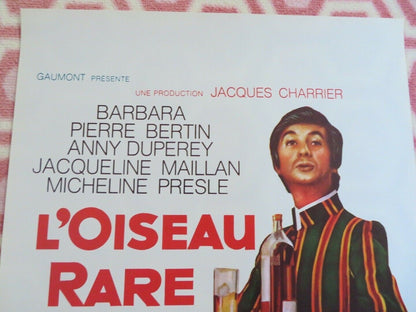 GAUMONT PRÉSENTE
UNE PRODUCTION JACQUES CHARRIER
BARBARA
PIERRE BERTIN
ANNY DUPEREY
JACQUELINE MAILLAN
MICHELINE PRESLE
L'OISEAU
RARE